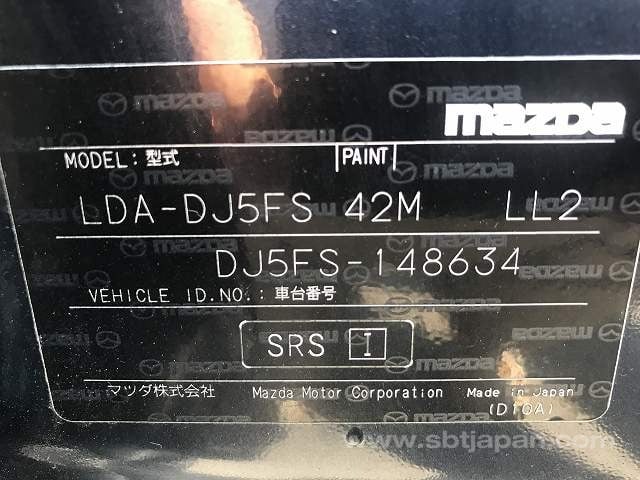 mazda
MODEL: 型式 PAINT
LDA-DJ5FS 42M LL2
DJ5FS-148634
VEHICLE ID.NO.: 車台番号
SRS I
マツダ株式会社 Mazda Motor Corporation Made in Japan
(D10A)
www.sbtjapan.com